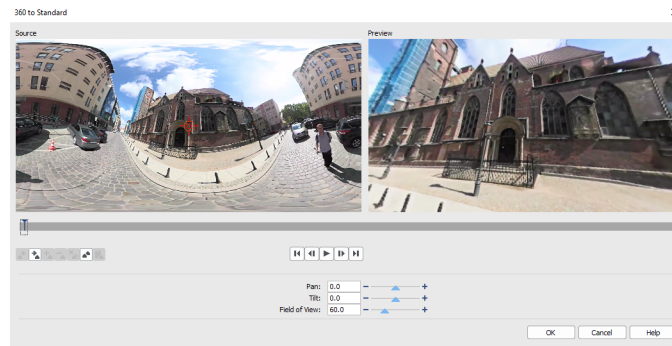 360 to Standard
Source
Preview
Pan: 0.0
Tilt: 0.0
Field of View: 60.0
OK Cancel Help